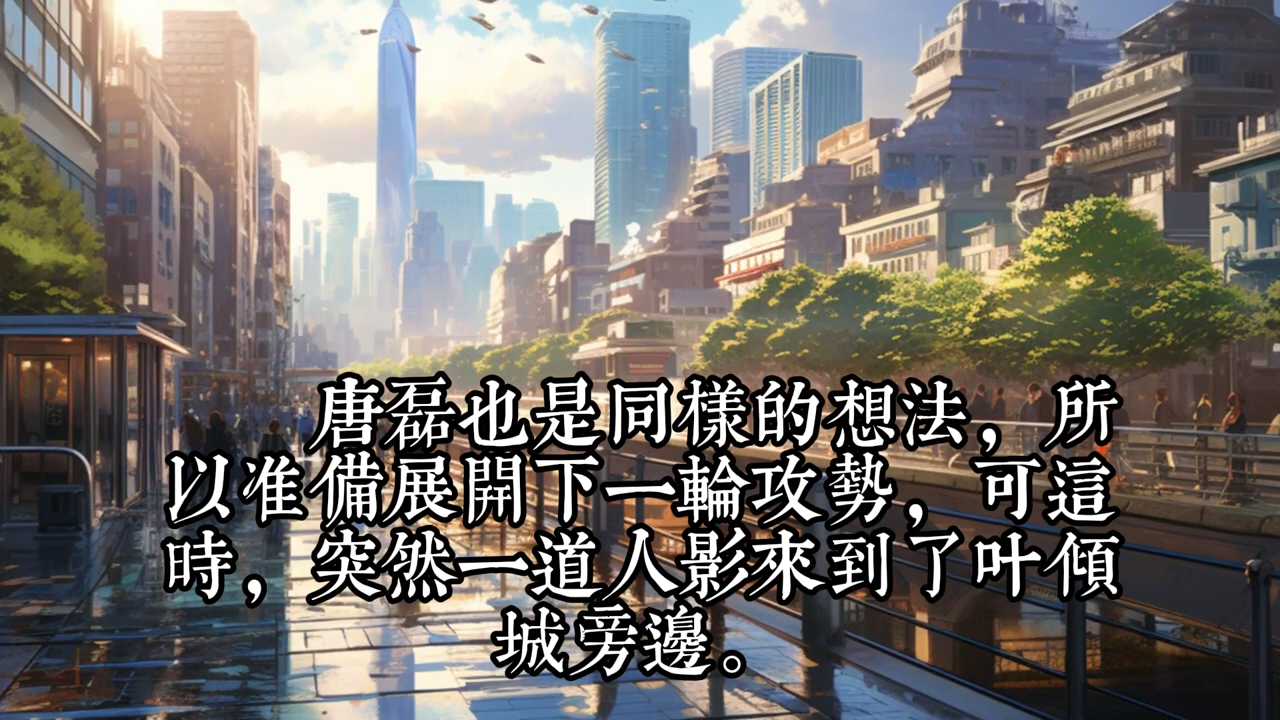 唐磊也是同樣的想法，所
以准備展開下一輪攻勢，可這
時，突然一道人影來到了叶傾
城旁邊。